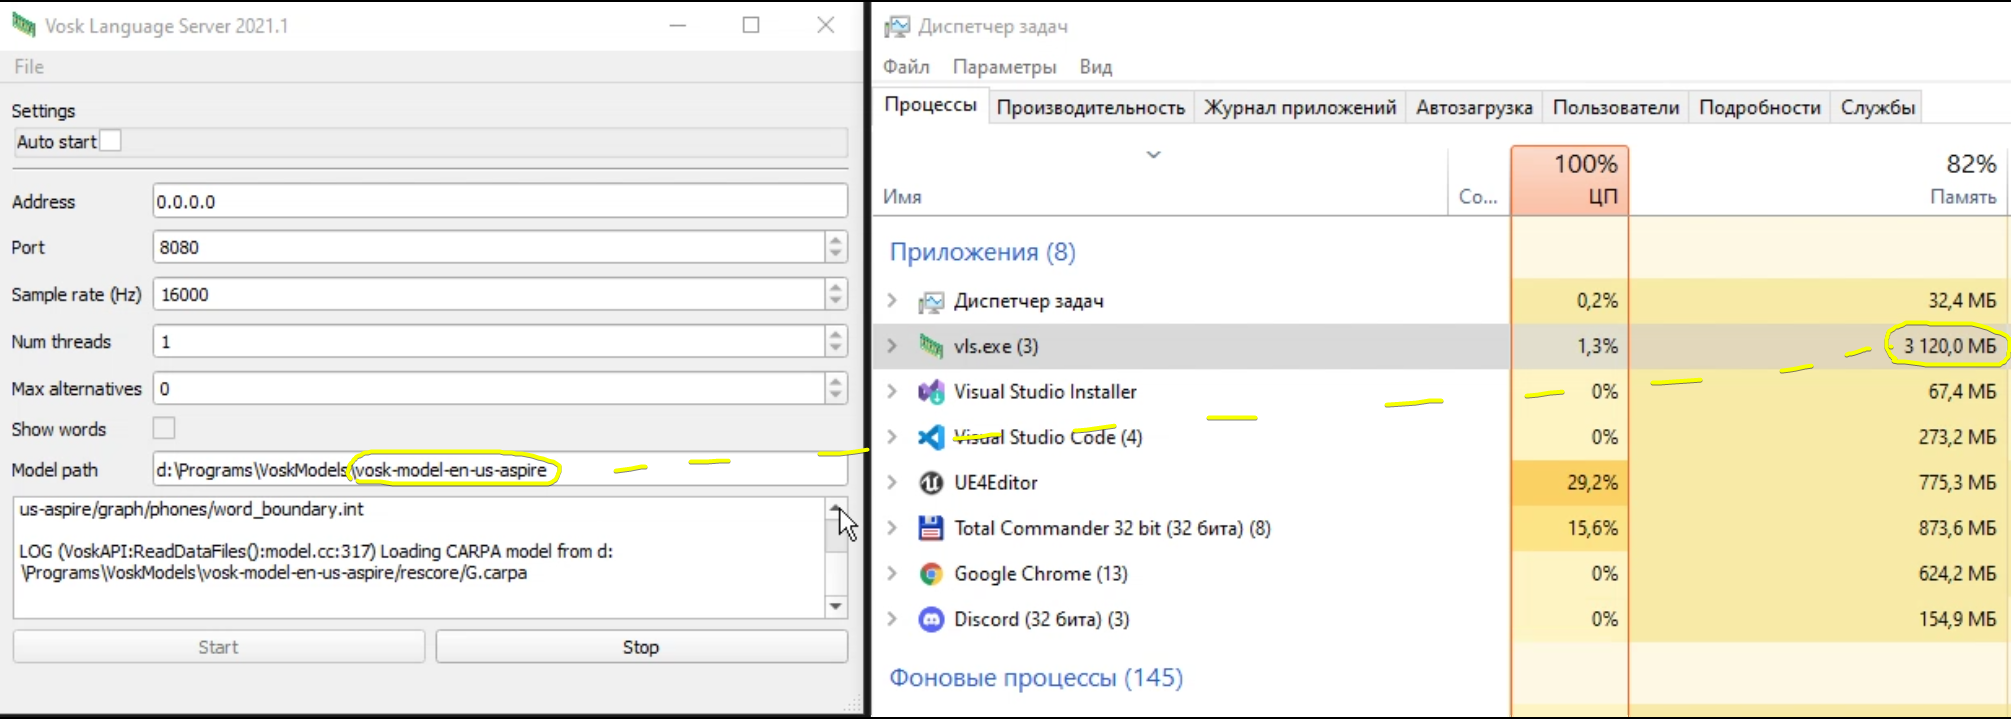 Vosk Language Server 2021.1
File
Settings
Auto start
Address 0.0.0.0
Port 8080
Sample rate (Hz) 16000
Num threads 1
Max alternatives 0
Show words
Model path d:\Programs\VoskModels\vosk-model-en-us-aspire
us-aspire/graph/phones/word_boundary.int
LOG (VoskAPI:ReadDataFiles():model.cc:317) Loading CARPA model from d:
\Programs\VoskModels\vosk-model-en-us-aspire/rescore/G.carpa
Start Stop
Диспетчер задач
Файл Параметры Вид
Процессы Производительность Журнал приложений Автозагрузка Пользователи Подробности Службы
100% 82%
Имя Со... ЦП Память
Приложения (8)
Диспетчер задач 0,2% 32,4 МБ
vls.exe (3) 1,3% 3 120,0 МБ
Visual Studio Installer 0% 67,4 МБ
Visual Studio Code (4) 0% 273,2 МБ
UE4Editor 29,2% 775,3 МБ
Total Commander 32 bit (32 бита) (8) 15,6% 873,6 МБ
Google Chrome (13) 0% 624,2 МБ
Discord (32 бита) (3) 0% 154,9 МБ
Фоновые процессы (145)